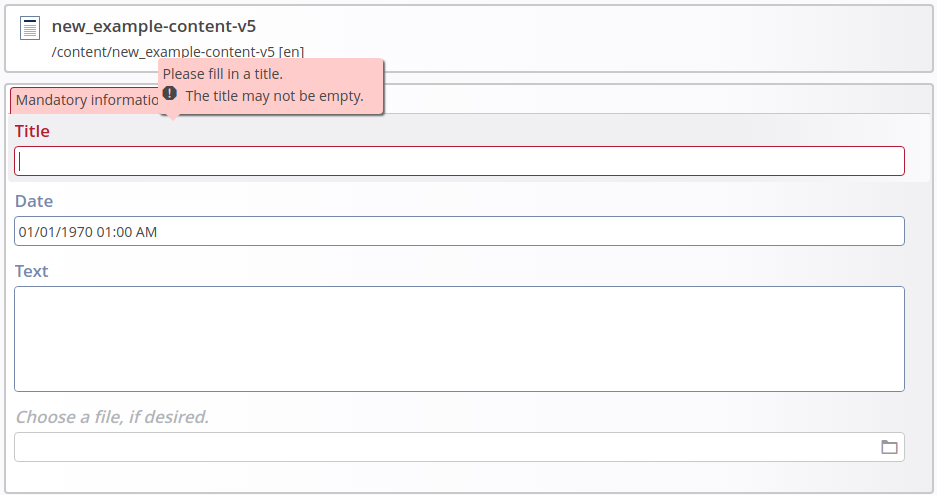 new_example-content-v5
/content/new_example-content-v5 [en]
Please fill in a title.
The title may not be empty.
Mandatory informatio
Title
Date
01/01/1970 01:00 AM
Text
Choose a file, if desired.